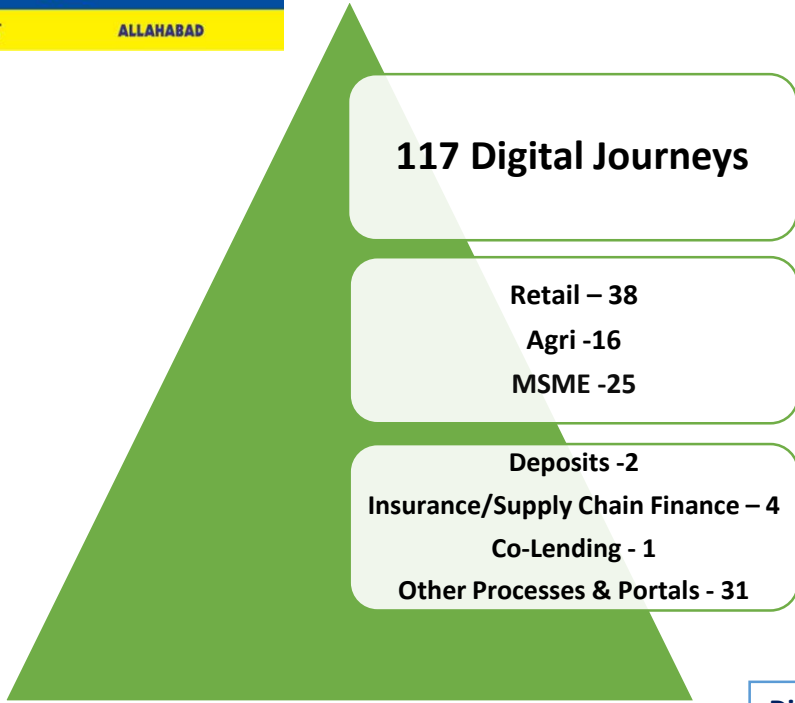 ALLAHABAD
117 Digital Journeys
Retail – 38
Agri -16
MSME -25
Deposits -2
Insurance/Supply Chain Finance – 4
Co-Lending - 1
Other Processes & Portals - 31